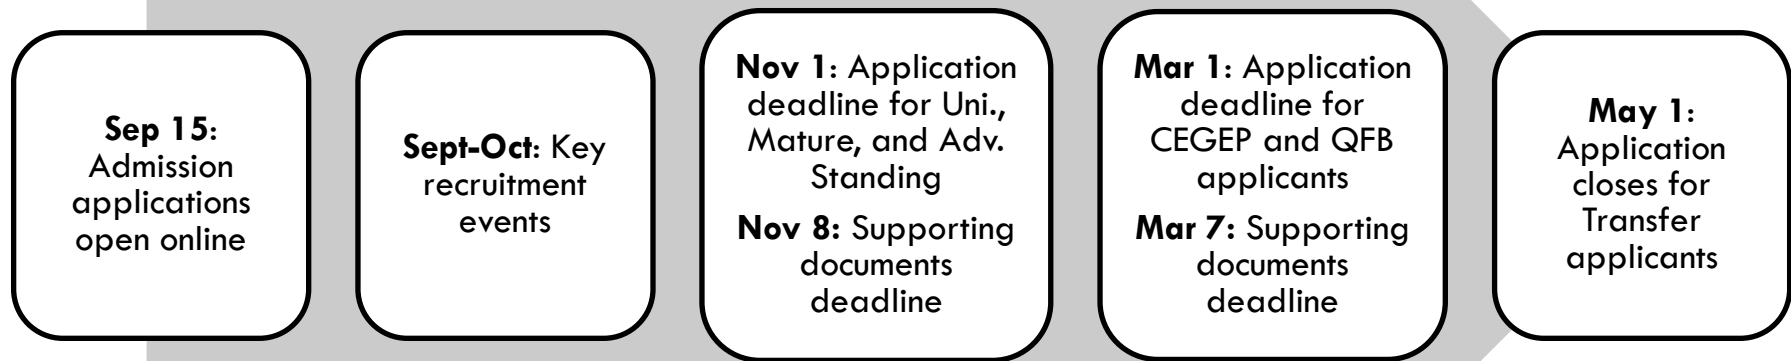 Sep 15:
Admission
applications
open online
Sept-Oct: Key
recruitment
events
Nov 1: Application
deadline for Uni.,
Mature, and Adv.
Standing
Nov 8: Supporting
documents
deadline
Mar 1: Application
deadline for
CEGEP and QFB
applicants
Mar 7: Supporting
documents
deadline
May 1:
Application
closes for
Transfer
applicants